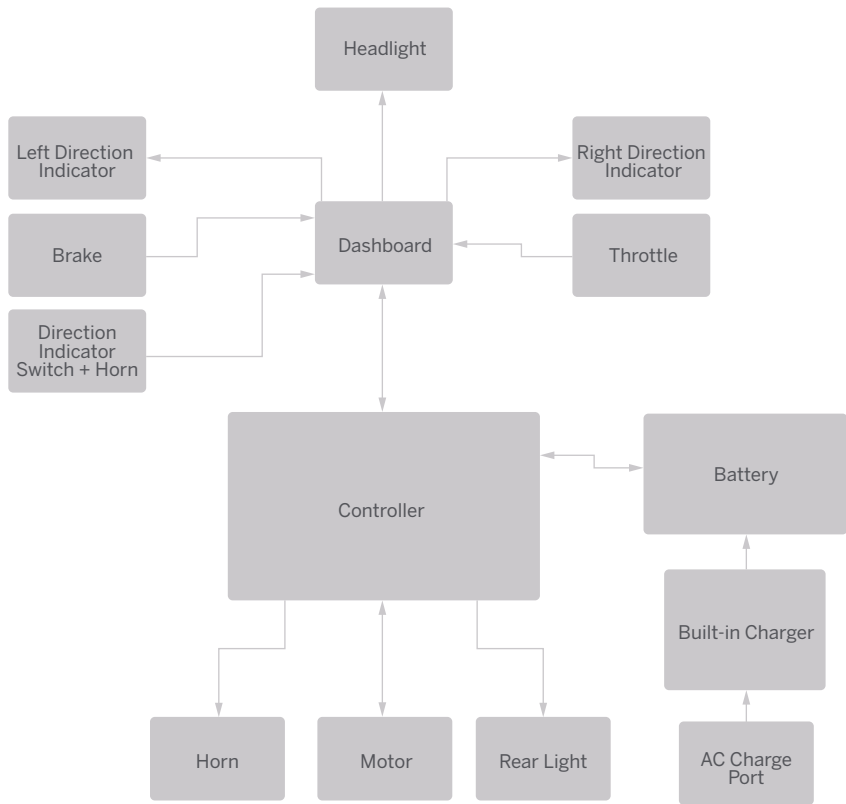 Headlight
Left Direction
Indicator
Right Direction
Indicator
Brake
Dashboard
Throttle
Direction
Indicator
Switch + Horn
Controller
Battery
Built-in Charger
Horn
Motor
Rear Light
AC Charge
Port